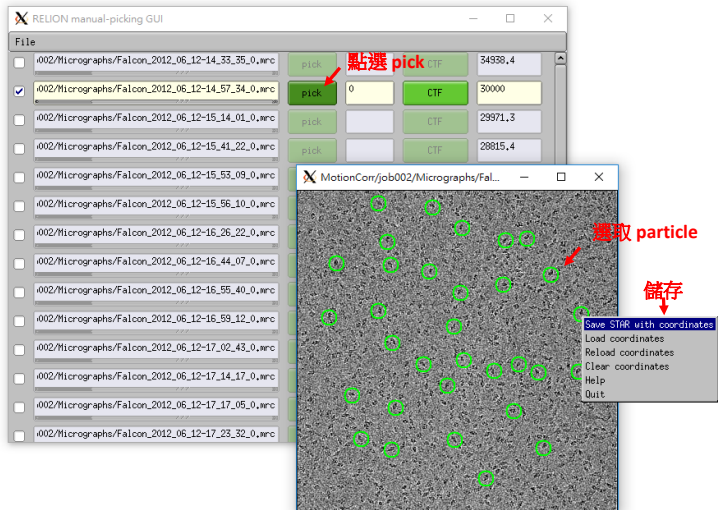 RELION manual-picking GUI
File
002/Micrographs/Falcon_2012_06_12-14_33_35_0.mrc pick CTF 34938.4
點選 pick
002/Micrographs/Falcon_2012_06_12-14_57_34_0.mrc pick 0 CTF 30000
002/Micrographs/Falcon_2012_06_12-15_14_01_0.mrc pick CTF 29971.3
002/Micrographs/Falcon_2012_06_12-15_41_22_0.mrc pick CTF 28815.4
002/Micrographs/Falcon_2012_06_12-15_53_09_0.mrc
002/Micrographs/Falcon_2012_06_12-15_56_10_0.mrc
002/Micrographs/Falcon_2012_06_12-16_26_22_0.mrc
002/Micrographs/Falcon_2012_06_12-16_44_07_0.mrc
002/Micrographs/Falcon_2012_06_12-16_55_40_0.mrc
002/Micrographs/Falcon_2012_06_12-16_59_12_0.mrc
002/Micrographs/Falcon_2012_06_12-17_02_43_0.mrc
002/Micrographs/Falcon_2012_06_12-17_14_17_0.mrc
002/Micrographs/Falcon_2012_06_12-17_17_05_0.mrc
002/Micrographs/Falcon_2012_06_12-17_23_32_0.mrc
MotionCorr/job002/Micrographs/Fal...
選取 particle
儲存
Save STAR with coordinates
Load coordinates
Reload coordinates
Clear coordinates
Help
Quit